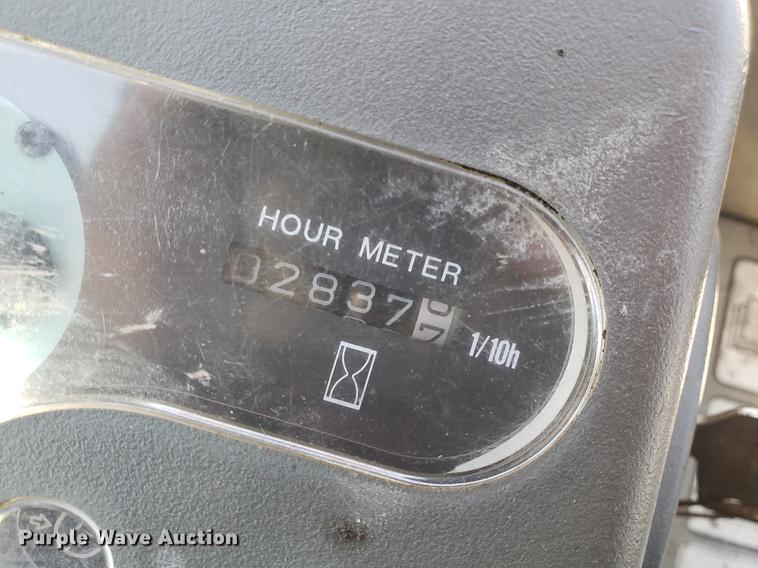 HOUR METER
02837
1/10h
Purple Wave Auction